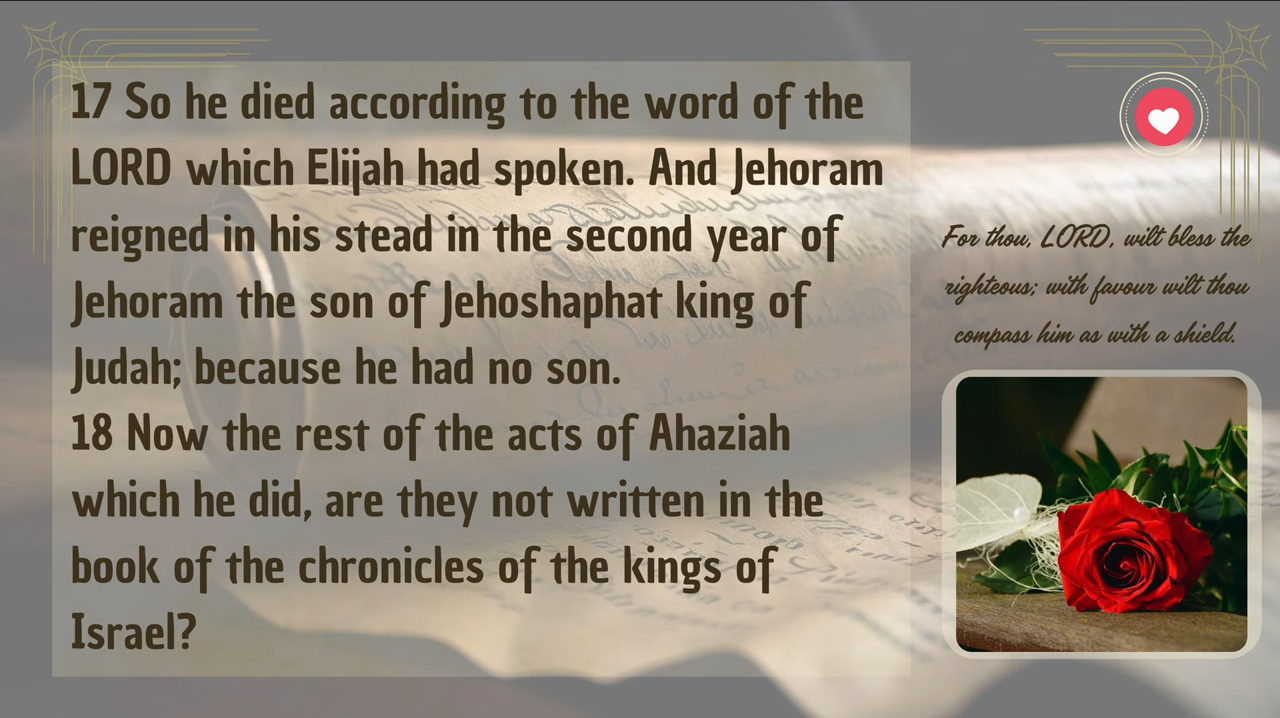 17 So he died according to the word of the
LORD which Elijah had spoken. And Jehoram
reigned in his stead in the second year of
Jehoram the son of Jehoshaphat king of
Judah; because he had no son.
18 Now the rest of the acts of Ahaziah
which he did, are they not written in the
book of the chronicles of the kings of
Israel?
For thou, LORD, wilt bless the
righteous; with favour wilt thou
compass him as with a shield.